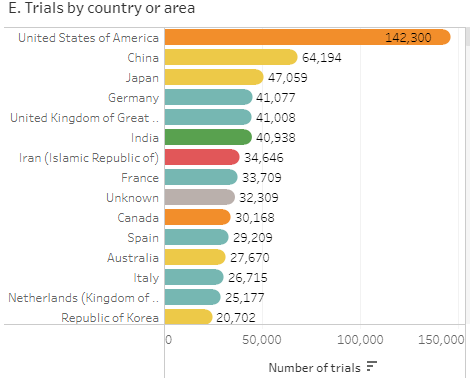 E. Trials by country or area
United States of America 142,300
China 64,194
Japan 47,059
Germany 41,077
United Kingdom of Great .. 41,008
India 40,938
Iran (Islamic Republic of) 34,646
France 33,709
Unknown 32,309
Canada 30,168
Spain 29,209
Australia 27,670
Italy 26,715
Netherlands (Kingdom of .. 25,177
Republic of Korea 20,702
0 50,000 100,000 150,000
Number of trials